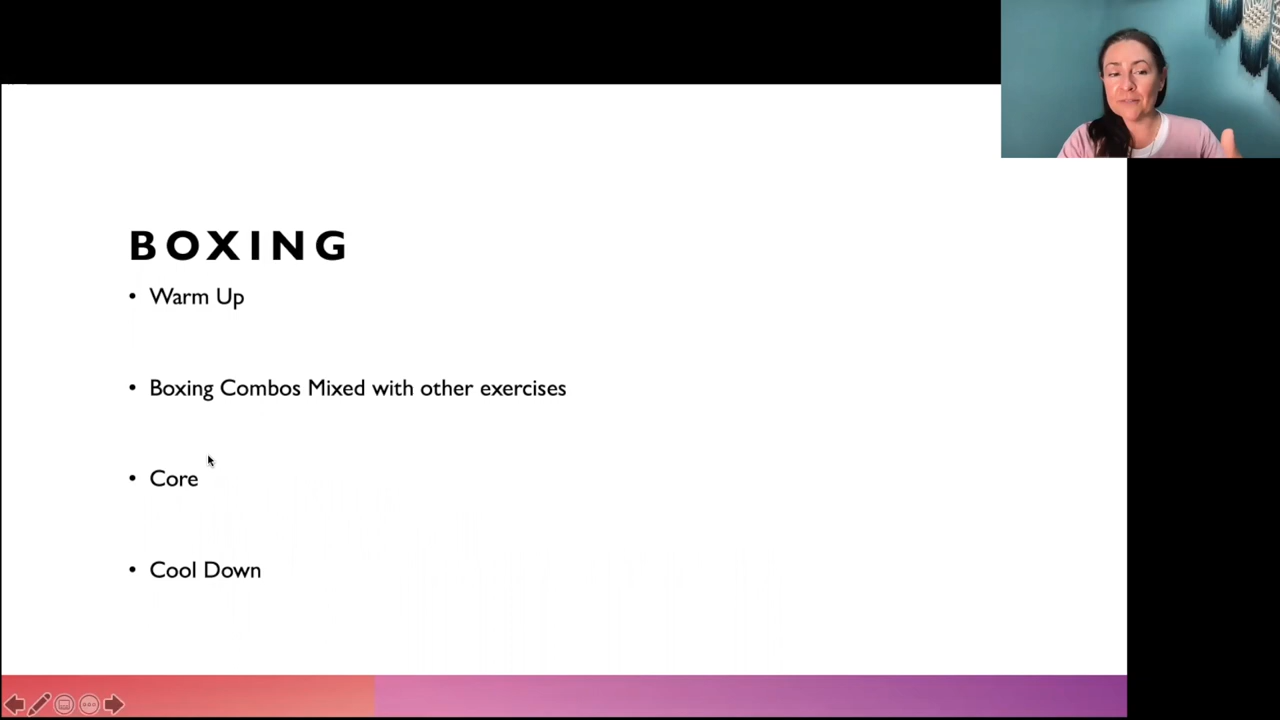 BOXING
• Warm Up
• Boxing Combos Mixed with other exercises
• Core
• Cool Down